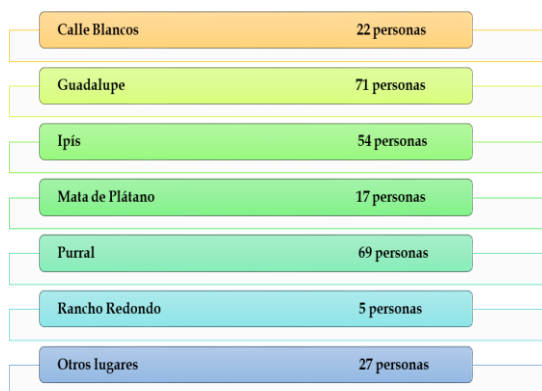 Calle Blancos 22 personas
Guadalupe 71 personas
Ipís 54 personas
Mata de Plátano 17 personas
Purral 69 personas
Rancho Redondo 5 personas
Otros lugares 27 personas